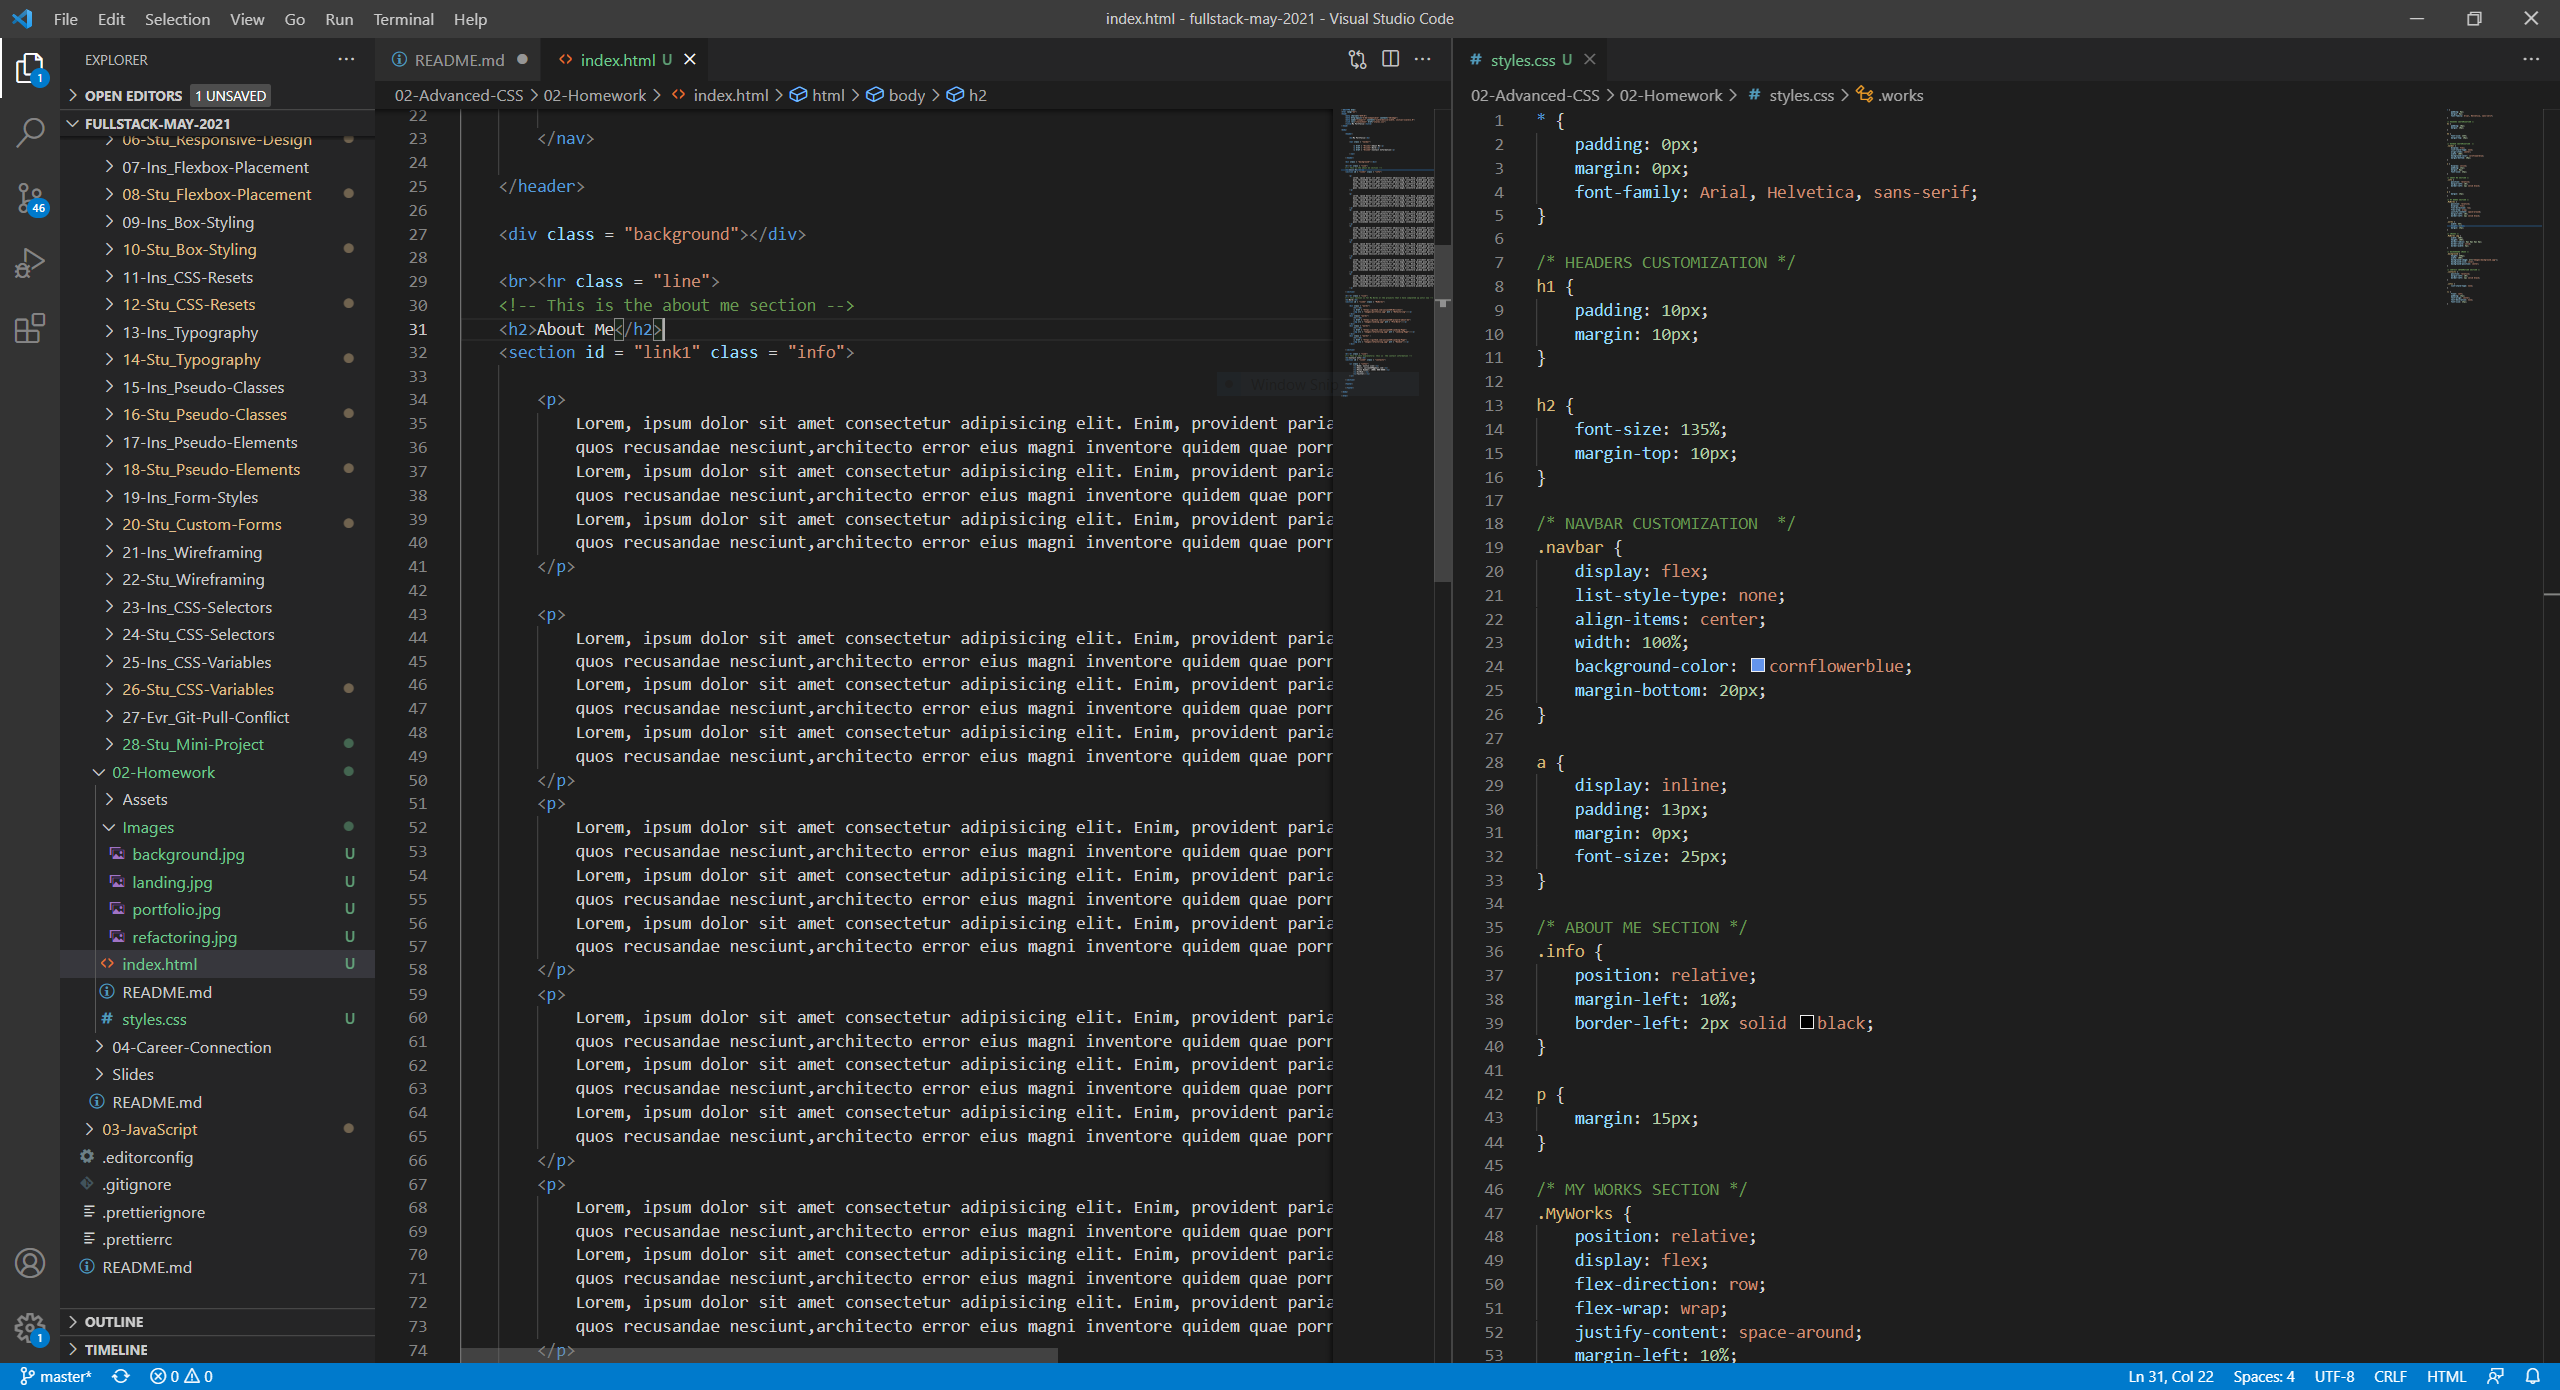 File Edit Selection View Go Run Terminal Help
index.html - fullstack-may-2021 - Visual Studio Code
EXPLORER
OPEN EDITORS 1 UNSAVED
FULLSTACK-MAY-2021
06-Stu_Responsive-Design
07-Ins_Flexbox-Placement
08-Stu_Flexbox-Placement
09-Ins_Box-Styling
10-Stu_Box-Styling
11-Ins_CSS-Resets
12-Stu_CSS-Resets
13-Ins_Typography
14-Stu_Typography
15-Ins_Pseudo-Classes
16-Stu_Pseudo-Classes
17-Ins_Pseudo-Elements
18-Stu_Pseudo-Elements
19-Ins_Form-Styles
20-Stu_Custom-Forms
21-Ins_Wireframing
22-Stu_Wireframing
23-Ins_CSS-Selectors
24-Stu_CSS-Selectors
25-Ins_CSS-Variables
26-Stu_CSS-Variables
27-Evr_Git-Pull-Conflict
28-Stu_Mini-Project
02-Homework
Assets
Images
background.jpg U
landing.jpg U
portfolio.jpg U
refactoring.jpg U
index.html U
README.md
styles.css U
04-Career-Connection
Slides
README.md
03-JavaScript
.editorconfig
.gitignore
.prettierignore
.prettierrc
README.md
OUTLINE
TIMELINE
1
46
1
README.md
index.html U
02-Advanced-CSS > 02-Homework > index.html > html > body > h2
22
23 </nav>
24
25 </header>
26
27 <div class = "background"></div>
28
29 <br><hr class = "line">
30 <!-- This is the about me section -->
31 <h2>About Me</h2>
32 <section id = "link1" class = "info">
33
34 <p>
35 Lorem, ipsum dolor sit amet consectetur adipisicing elit. Enim, provident paria
36 quos recusandae nesciunt,architecto error eius magni inventore quidem quae porr
37 Lorem, ipsum dolor sit amet consectetur adipisicing elit. Enim, provident paria
38 quos recusandae nesciunt,architecto error eius magni inventore quidem quae porr
39 Lorem, ipsum dolor sit amet consectetur adipisicing elit. Enim, provident paria
40 quos recusandae nesciunt,architecto error eius magni inventore quidem quae porr
41 </p>
42
43 <p>
44 Lorem, ipsum dolor sit amet consectetur adipisicing elit. Enim, provident paria
45 quos recusandae nesciunt,architecto error eius magni inventore quidem quae porr
46 Lorem, ipsum dolor sit amet consectetur adipisicing elit. Enim, provident paria
47 quos recusandae nesciunt,architecto error eius magni inventore quidem quae porr
48 Lorem, ipsum dolor sit amet consectetur adipisicing elit. Enim, provident paria
49 quos recusandae nesciunt,architecto error eius magni inventore quidem quae porr
50 </p>
51 <p>
52 Lorem, ipsum dolor sit amet consectetur adipisicing elit. Enim, provident paria
53 quos recusandae nesciunt,architecto error eius magni inventore quidem quae porr
54 Lorem, ipsum dolor sit amet consectetur adipisicing elit. Enim, provident paria
55 quos recusandae nesciunt,architecto error eius magni inventore quidem quae porr
56 Lorem, ipsum dolor sit amet consectetur adipisicing elit. Enim, provident paria
57 quos recusandae nesciunt,architecto error eius magni inventore quidem quae porr
58 </p>
59 <p>
60 Lorem, ipsum dolor sit amet consectetur adipisicing elit. Enim, provident paria
61 quos recusandae nesciunt,architecto error eius magni inventore quidem quae porr
62 Lorem, ipsum dolor sit amet consectetur adipisicing elit. Enim, provident paria
63 quos recusandae nesciunt,architecto error eius magni inventore quidem quae porr
64 Lorem, ipsum dolor sit amet consectetur adipisicing elit. Enim, provident paria
65 quos recusandae nesciunt,architecto error eius magni inventore quidem quae porr
66 </p>
67 <p>
68 Lorem, ipsum dolor sit amet consectetur adipisicing elit. Enim, provident paria
69 quos recusandae nesciunt,architecto error eius magni inventore quidem quae porr
70 Lorem, ipsum dolor sit amet consectetur adipisicing elit. Enim, provident paria
71 quos recusandae nesciunt,architecto error eius magni inventore quidem quae porr
72 Lorem, ipsum dolor sit amet consectetur adipisicing elit. Enim, provident paria
73 quos recusandae nesciunt,architecto error eius magni inventore quidem quae porr
74 </p>
Window
styles.css U
02-Advanced-CSS > 02-Homework > styles.css > .works
1 * {
2 padding: 0px;
3 margin: 0px;
4 font-family: Arial, Helvetica, sans-serif;
5 }
6
7 /* HEADERS CUSTOMIZATION */
8 h1 {
9 padding: 10px;
10 margin: 10px;
11 }
12
13 h2 {
14 font-size: 135%;
15 margin-top: 10px;
16 }
17
18 /* NAVBAR CUSTOMIZATION  */
19 .navbar {
20 display: flex;
21 list-style-type: none;
22 align-items: center;
23 width: 100%;
24 background-color: cornflowerblue;
25 margin-bottom: 20px;
26 }
27
28 a {
29 display: inline;
30 padding: 13px;
31 margin: 0px;
32 font-size: 25px;
33 }
34
35 /* ABOUT ME SECTION */
36 .info {
37 position: relative;
38 margin-left: 10%;
39 border-left: 2px solid black;
40 }
41
42 p {
43 margin: 15px;
44 }
45
46 /* MY WORKS SECTION */
47 .MyWorks {
48 position: relative;
49 display: flex;
50 flex-direction: row;
51 flex-wrap: wrap;
52 justify-content: space-around;
53 margin-left: 10%;
master* 0 0
Ln 31, Col 22 Spaces: 4 UTF-8 CRLF HTML